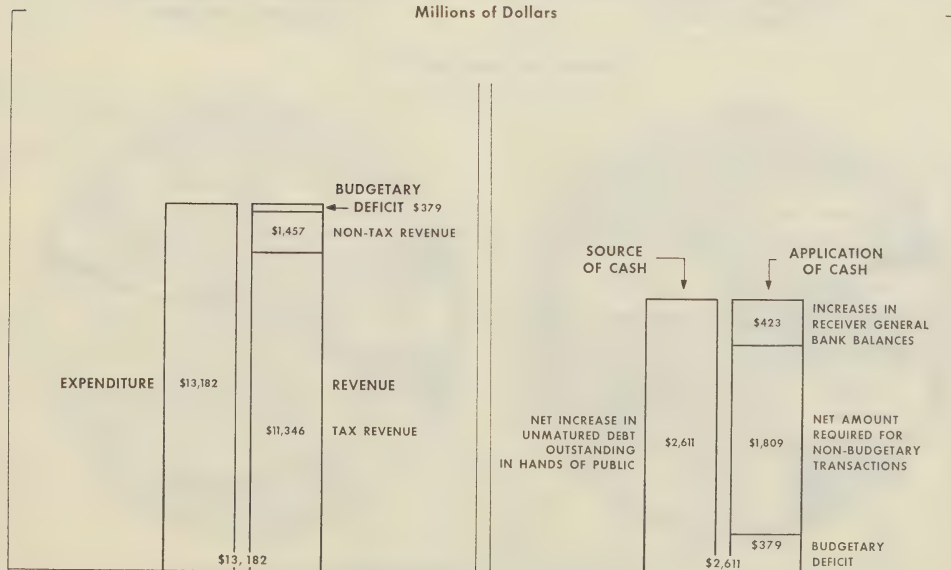 Millions of Dollars
BUDGETARY
DEFICIT $379
$1,457 NON-TAX REVENUE
EXPENDITURE $13,182 REVENUE
$11,346 TAX REVENUE
$13,182
SOURCE
OF CASH
APPLICATION
OF CASH
$423
INCREASES IN
RECEIVER GENERAL
BANK BALANCES
NET INCREASE IN
UNMATURED DEBT
OUTSTANDING
IN HANDS OF PUBLIC
$2,611
$1,809
NET AMOUNT
REQUIRED FOR
NON-BUDGETARY
TRANSACTIONS
$379
BUDGETARY
DEFICIT
$2,611